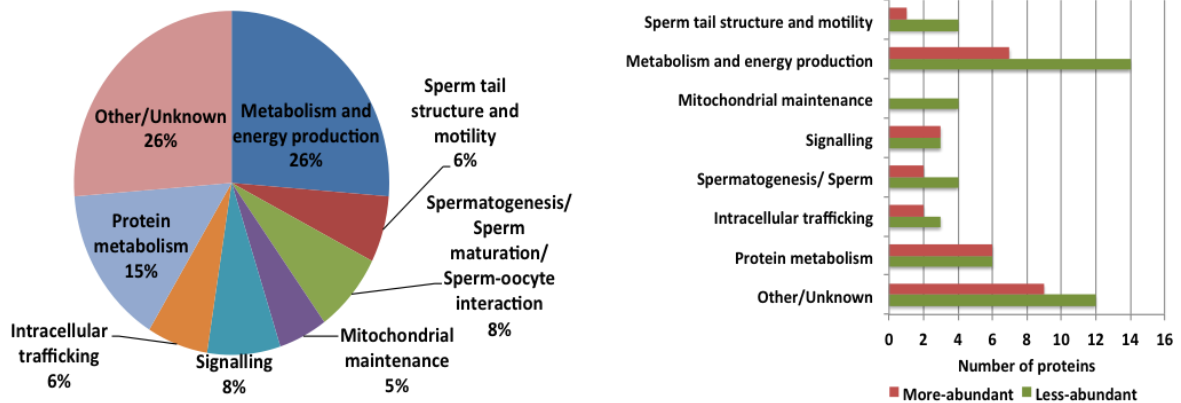 Other/Unknown
26%
Metabolism and
energy production
26%
Sperm tail
structure and
motility
6%
Spermatogenesis/
Sperm
maturation/
Sperm-oocyte
interaction
8%
Mitochondrial
maintenance
5%
Signalling
8%
Intracellular
trafficking
6%
Protein
metabolism
15%
Sperm tail structure and motility
Metabolism and energy production
Mitochondrial maintenance
Signalling
Spermatogenesis/ Sperm
Intracellular trafficking
Protein metabolism
Other/Unknown
0 2 4 6 8 10 12 14 16
Number of proteins
More-abundant Less-abundant